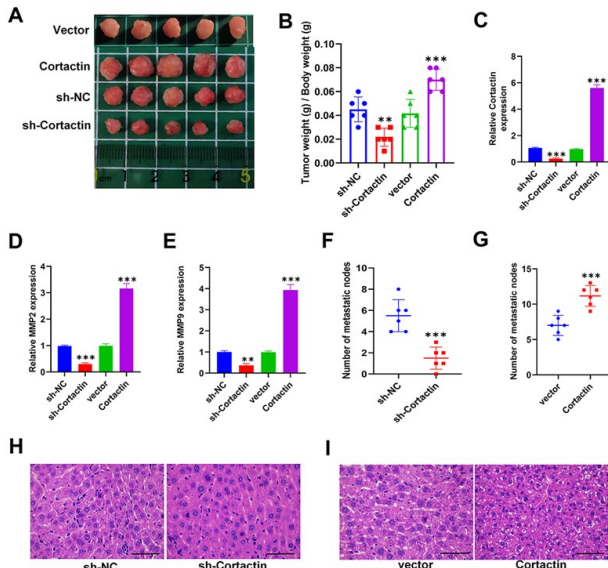 A
Vector
Cortactin
sh-NC
sh-Cortactin
1cm 1 2 3 4 5
B
Tumor weight (g) / Body weight (g)
0.10
0.08
0.06
0.04
0.02
0.00
**
***
sh-NC
sh-Cortactin
vector
Cortactin
C
Relative Cortactin
expression
8
6
4
2
0
***
***
sh-NC
sh-Cortactin
vector
Cortactin
D
Relative MMP2 expression
4
3
2
1
0
***
***
sh-NC
sh-Cortactin
vector
Cortactin
E
Relative MMP9 expression
5
4
3
2
1
0
**
***
sh-NC
sh-Cortactin
vector
Cortactin
F
Number of metastatic nodes
10
8
6
4
2
0
***
sh-NC
sh-Cortactin
G
Number of metastatic nodes
15
10
5
0
***
vector
Cortactin
H
sh-NC
sh-Cortactin
I
vector
Cortactin